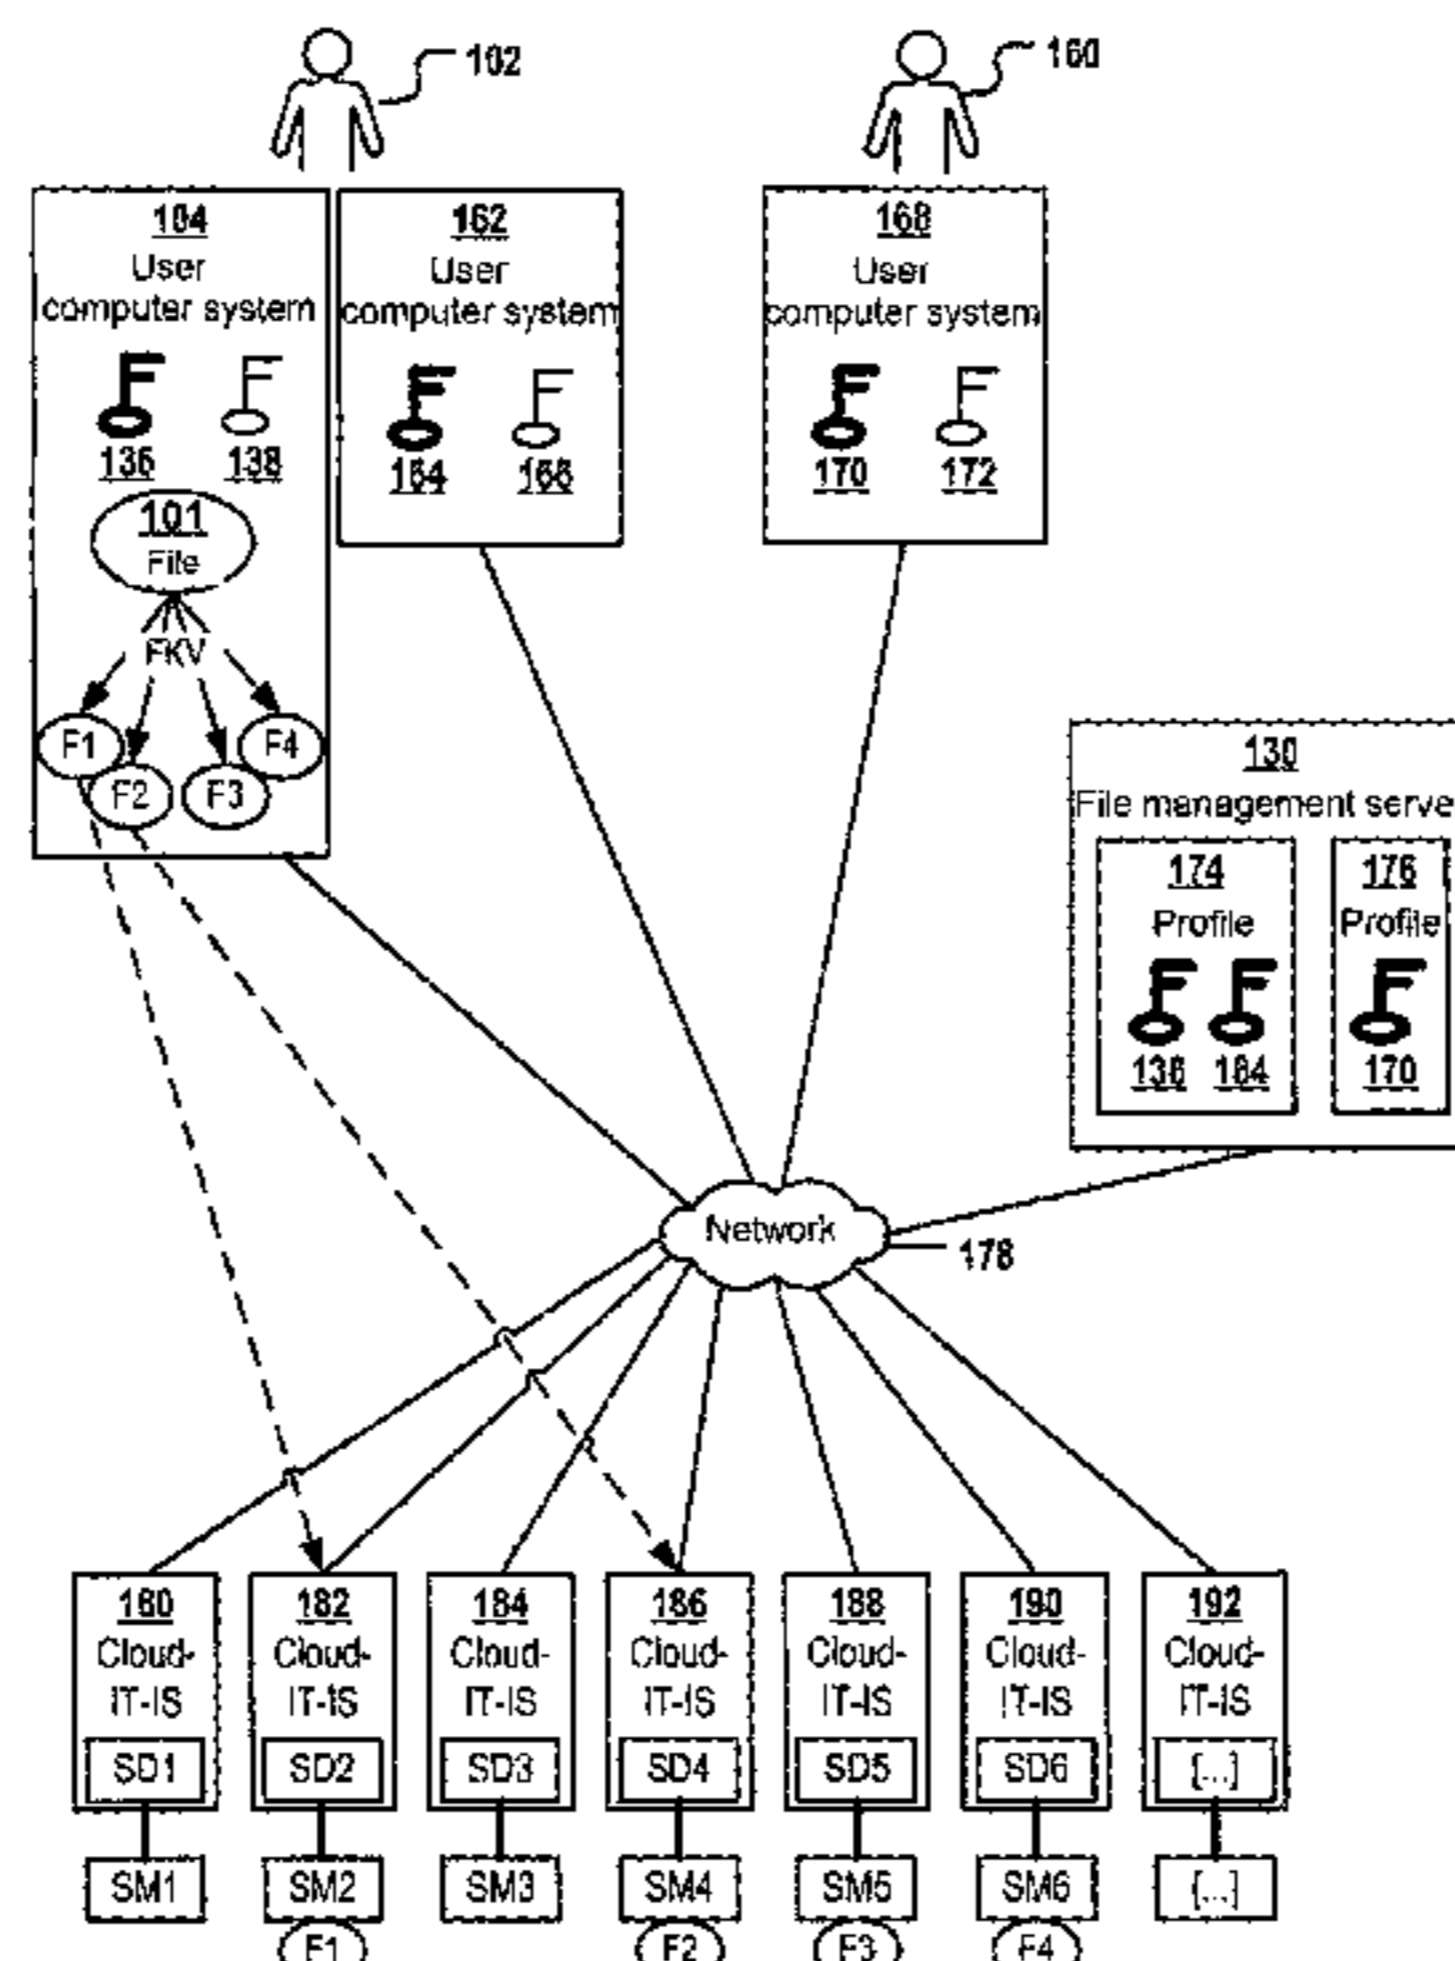 102
160
104
User
computer system
136
138
101
File
FKV
F1
F2
F3
F4
162
User
computer system
164
166
168
User
computer system
170
172
130
File management serve
174
Profile
136
164
176
Profile
170
Network
178
180
Cloud-
IT-IS
SD1
SM1
182
Cloud-
IT-IS
SD2
SM2
F1
184
Cloud-
IT-IS
SD3
SM3
186
Cloud-
IT-IS
SD4
SM4
F2
188
Cloud-
IT-IS
SD5
SM5
F3
190
Cloud-
IT-IS
SD6
SM6
F4
192
Cloud-
IT-IS
[...]
[...]